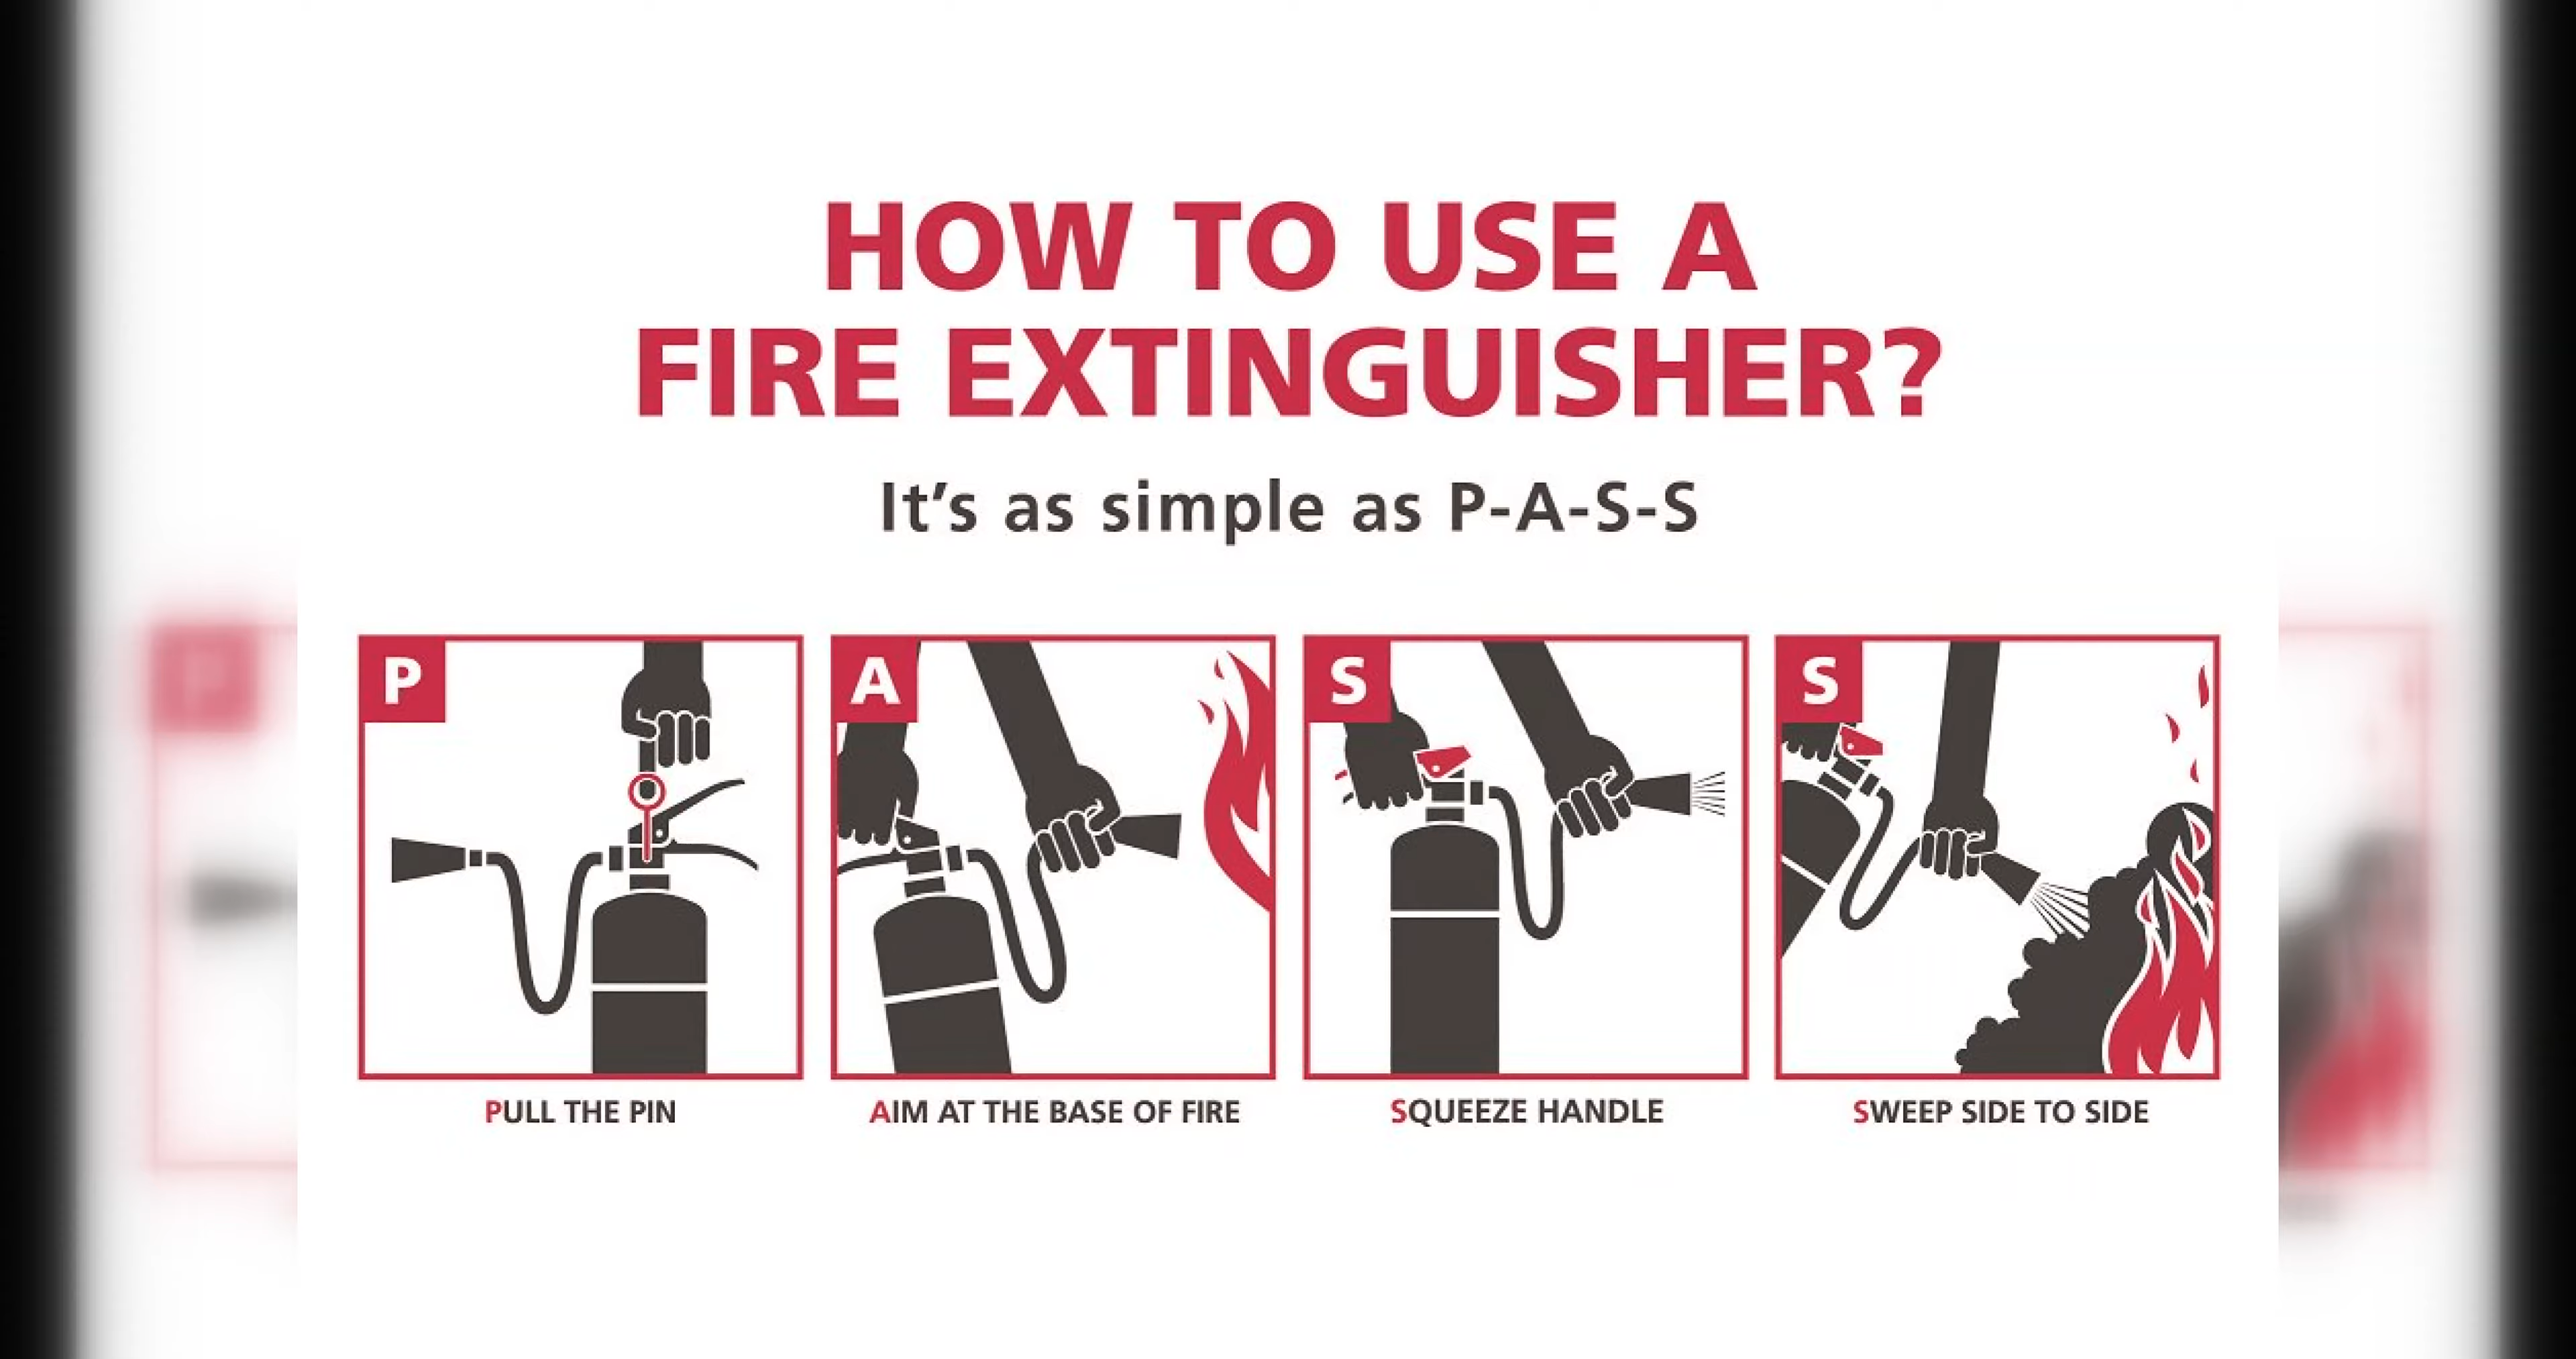 HOW TO USE A
FIRE EXTINGUISHER?
It's as simple as P-A-S-S
P
A
S
S
PULL THE PIN
AIM AT THE BASE OF FIRE
SQUEEZE HANDLE
SWEEP SIDE TO SIDE